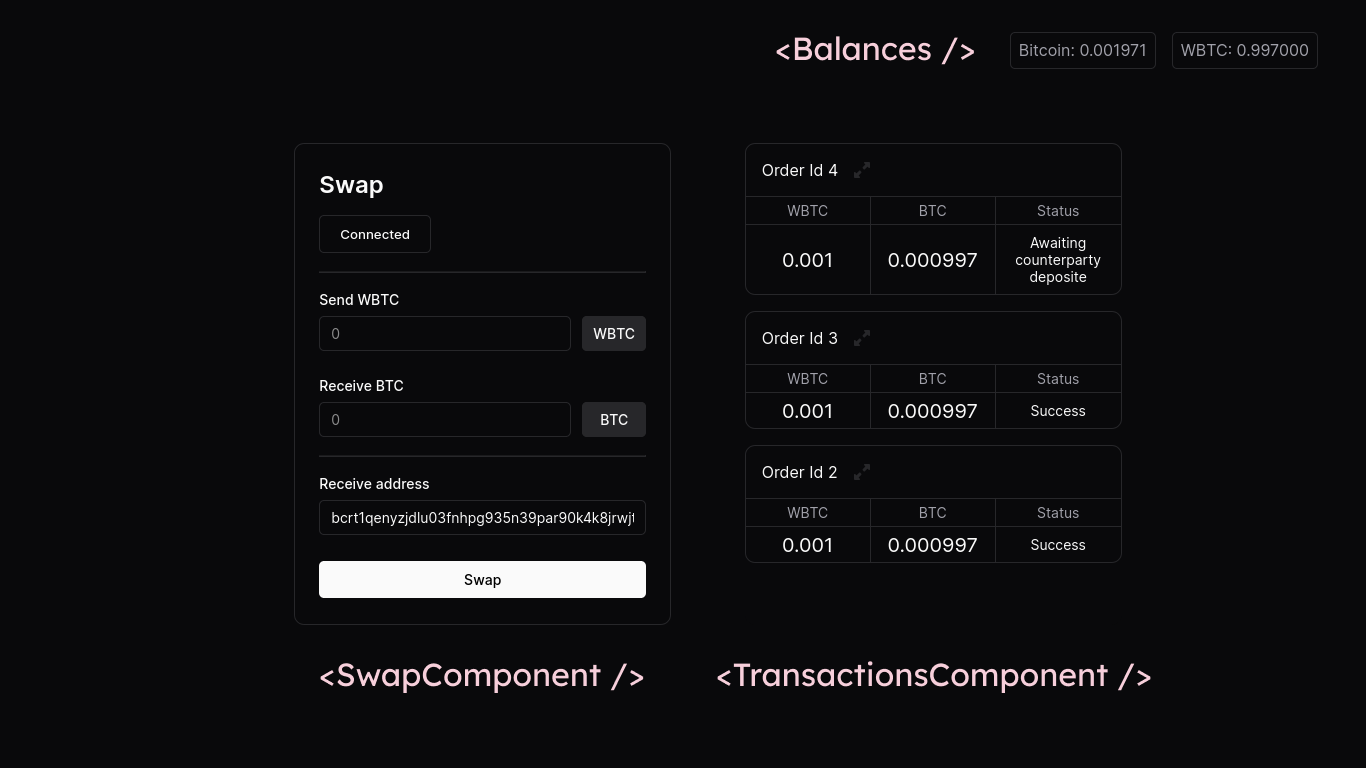 <Balances />
Bitcoin: 0.001971
WBTC: 0.997000
Swap
Connected
Send WBTC
0
WBTC
Receive BTC
0
BTC
Receive address
bcrt1qenyzjdlu03fnhpg935n39par90k4k8jrwjt
Swap
<SwapComponent />
Order Id 4
WBTC BTC Status
0.001 0.000997 Awaiting
counterparty
deposite
Order Id 3
WBTC BTC Status
0.001 0.000997 Success
Order Id 2
WBTC BTC Status
0.001 0.000997 Success
<TransactionsComponent />